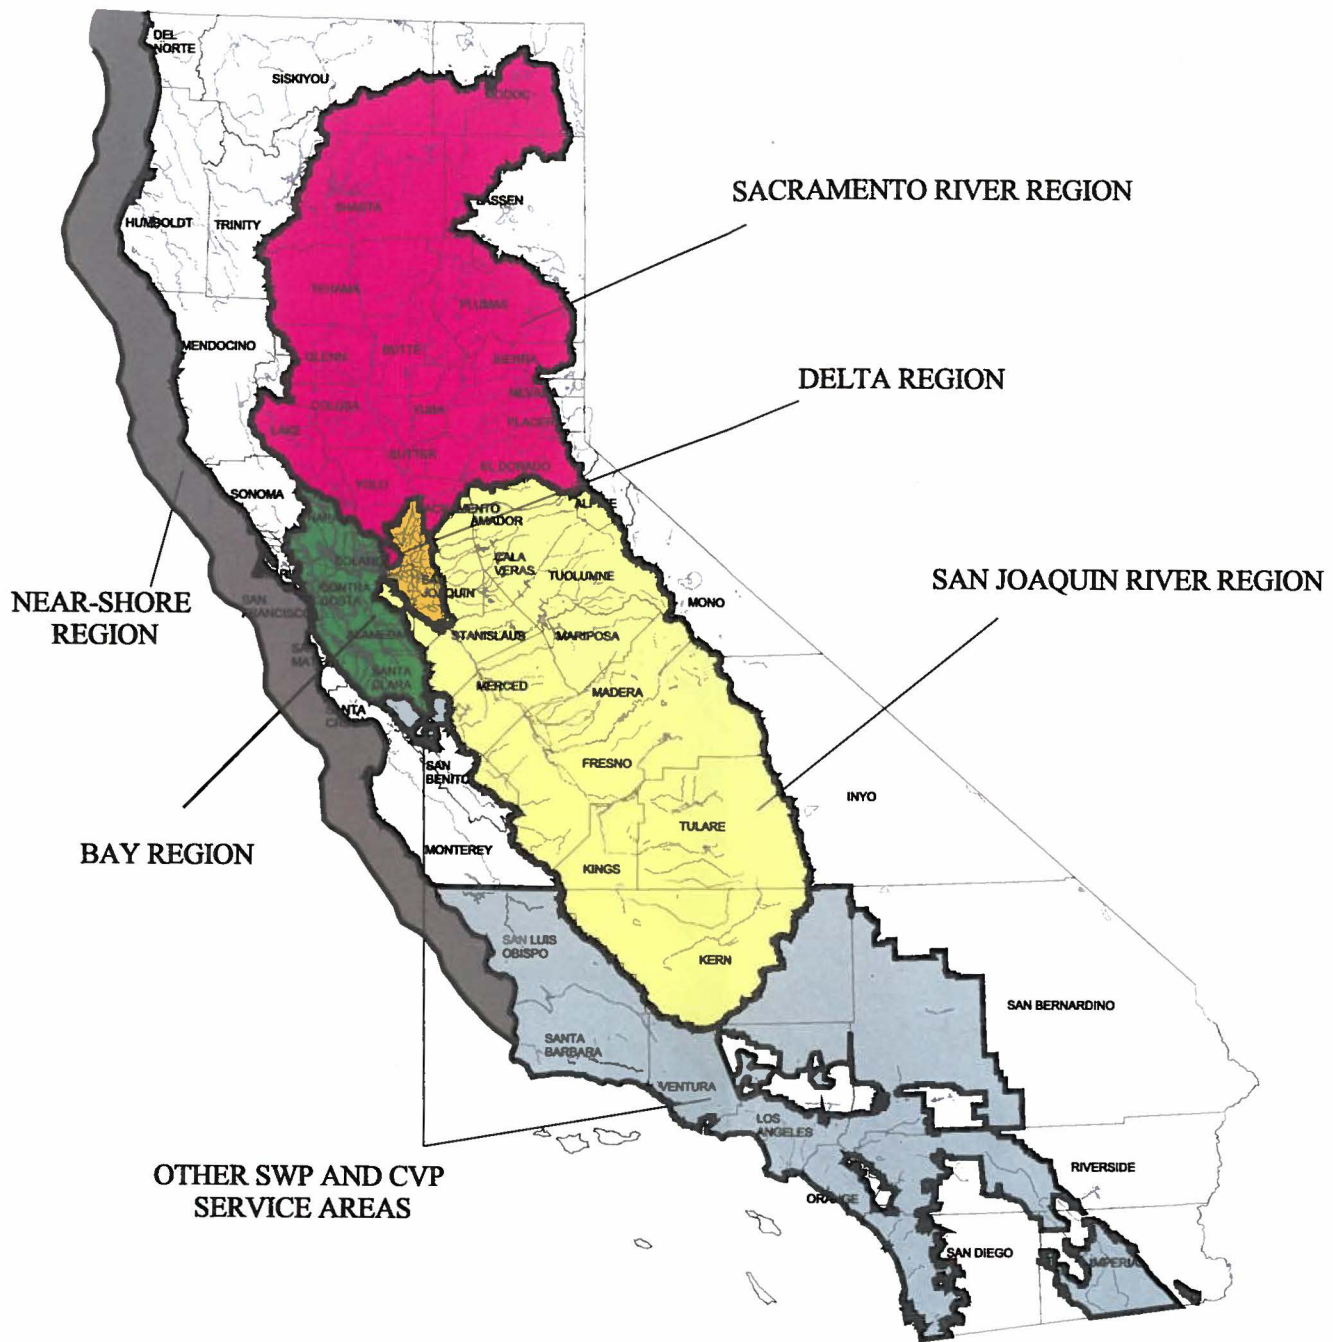 DEL
NORTE
SISKIYOU
MODOC
SACRAMENTO RIVER REGION
SHASTA
LASSEN
HUMBOLDT
TRINITY
TEHAMA
PLUMAS
MENDOCINO
GLENN
BUTTE
SIERRA
DELTA REGION
NEVADA
COLUSA
YUBA
PLACER
LAKE
SUTTER
EL DORADO
YOLO
SONOMA
ALPINE
AMADOR
SOLANO
CALA
VERAS
TUOLUMNE
SAN JOAQUIN RIVER REGION
SAN
JOAQUIN
CONTRA
COSTA
MONO
NEAR-SHORE
REGION
SAN
FRANCISCO
ALAMEDA
STANISLAUS
MARIPOSA
SANTA
CLARA
MERCED
MADERA
SAN
BENITO
FRESNO
INYO
TULARE
BAY REGION
MONTEREY
KINGS
SAN LUIS
OBISPO
KERN
SAN BERNARDINO
SANTA
BARBARA
VENTURA
LOS
ANGELES
OTHER SWP AND CVP
SERVICE AREAS
RIVERSIDE
ORANGE
SAN DIEGO
IMPERIAL